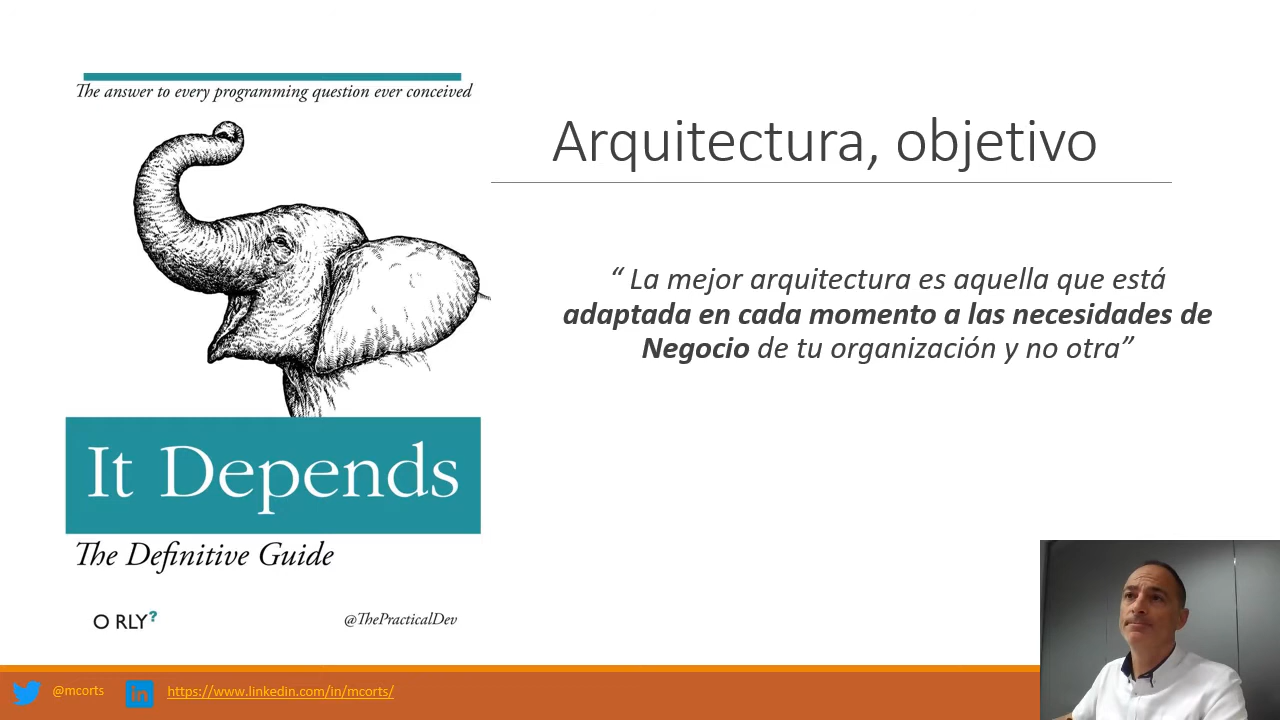 The answer to every programming question ever conceived
It Depends
The Definitive Guide
O RLY?
@ThePracticalDev
Arquitectura, objetivo
“ La mejor arquitectura es aquella que está
adaptada en cada momento a las necesidades de
Negocio de tu organización y no otra”
@mcorts
in
https://www.linkedin.com/in/mcorts/